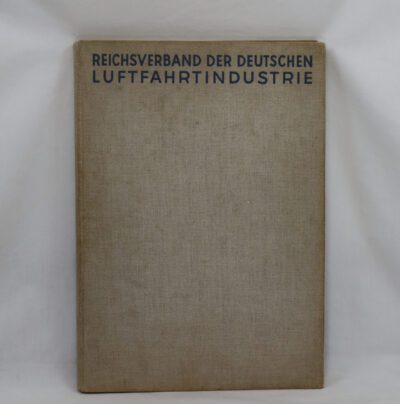 REICHSVERBAND DER DEUTSCHEN
LUFTFAHRTINDUSTRIE